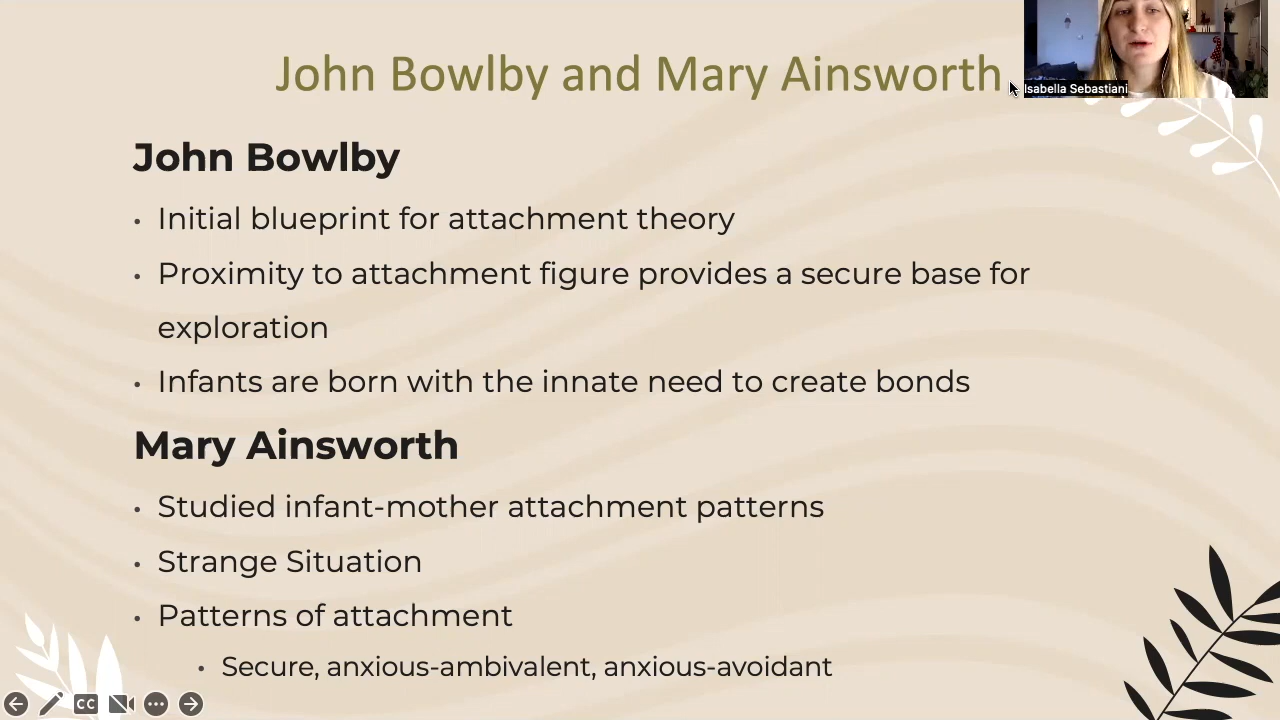 John Bowlby and Mary Ainsworth
Isabella Sebastiani
John Bowlby
• Initial blueprint for attachment theory
• Proximity to attachment figure provides a secure base for
exploration
• Infants are born with the innate need to create bonds
Mary Ainsworth
• Studied infant-mother attachment patterns
• Strange Situation
• Patterns of attachment
• Secure, anxious-ambivalent, anxious-avoidant
CC